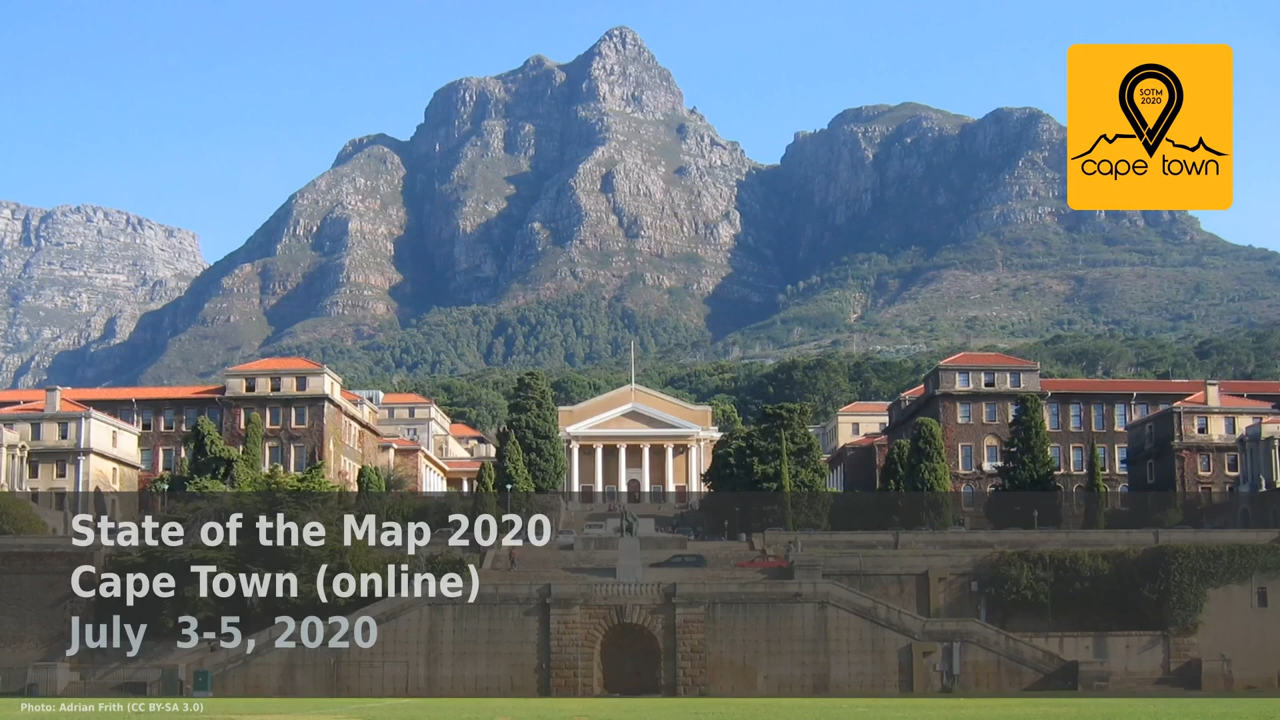 SOTM
2020
cape town
State of the Map 2020
Cape Town (online)
July 3-5, 2020
Photo: Adrian Frith (CC BY-SA 3.0)